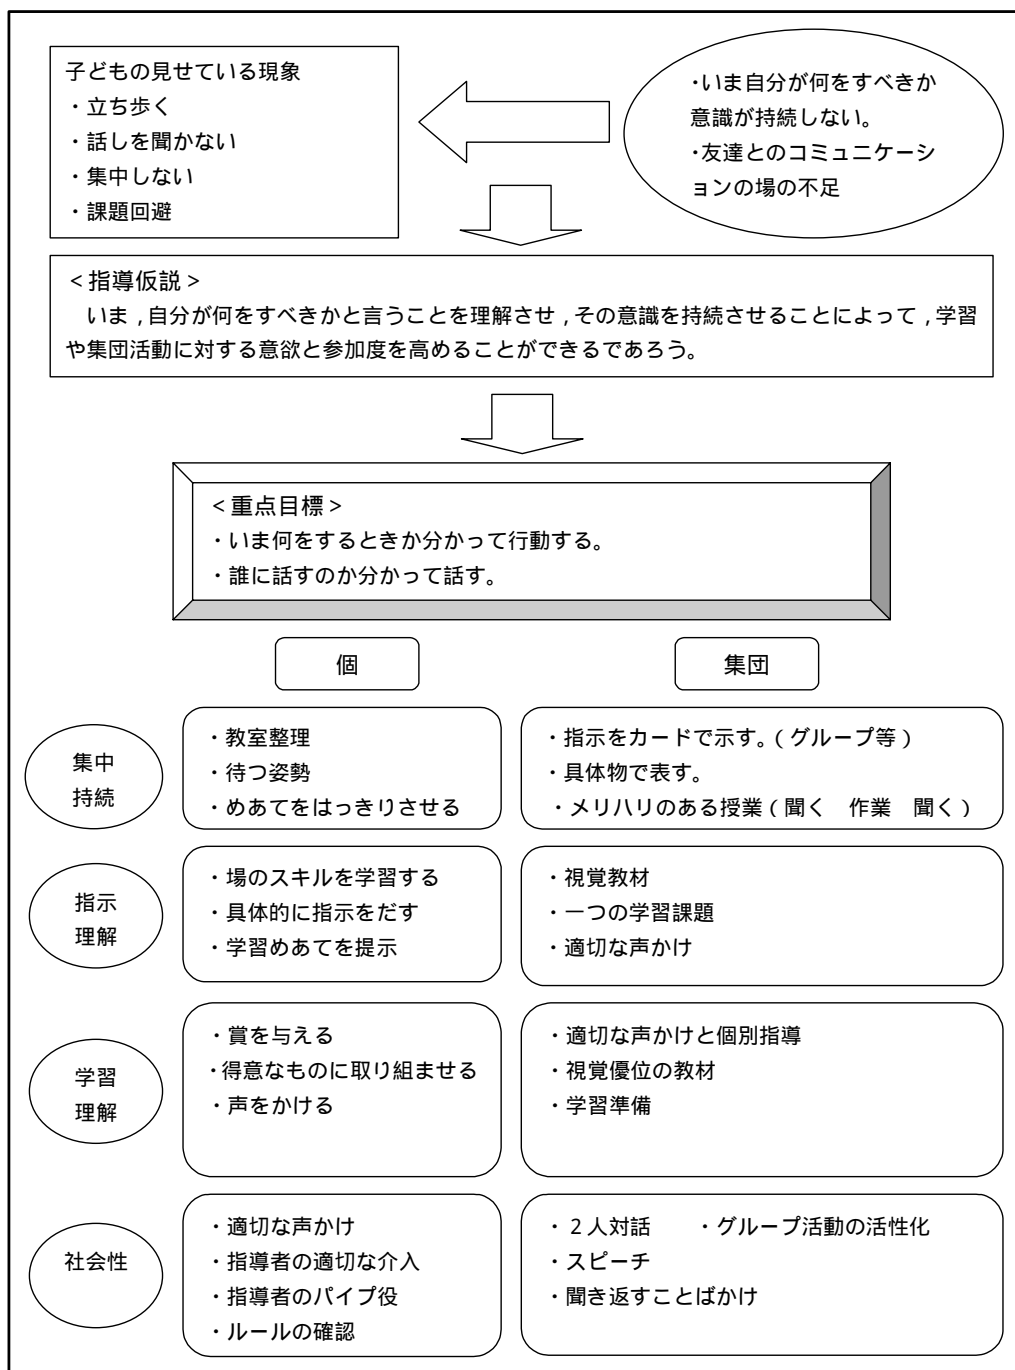 子どもの見せている現象
・立ち歩く
・話しを聞かない
・集中しない
・課題回避
・いま自分が何をすべきか
意識が持続しない。
・友達とのコミュニケーシ
ョンの場の不足
＜指導仮説＞
いま，自分が何をすべきかと言うことを理解させ，その意識を持続させることによって，学習
や集団活動に対する意欲と参加度を高めることができるであろう。
＜重点目標＞
・いま何をするときか分かって行動する。
・誰に話すのか分かって話す。
個
集団
集中
持続
・教室整理
・待つ姿勢
・めあてをはっきりさせる
・指示をカードで示す。（グループ等）
・具体物で表す。
・メリハリのある授業（聞く　作業　聞く）
指示
理解
・場のスキルを学習する
・具体的に指示をだす
・学習めあてを提示
・視覚教材
・一つの学習課題
・適切な声かけ
学習
理解
・賞を与える
・得意なものに取り組ませる
・声をかける
・適切な声かけと個別指導
・視覚優位の教材
・学習準備
社会性
・適切な声かけ
・指導者の適切な介入
・指導者のパイプ役
・ルールの確認
・２人対話　　・グループ活動の活性化
・スピーチ
・聞き返すことばかけ